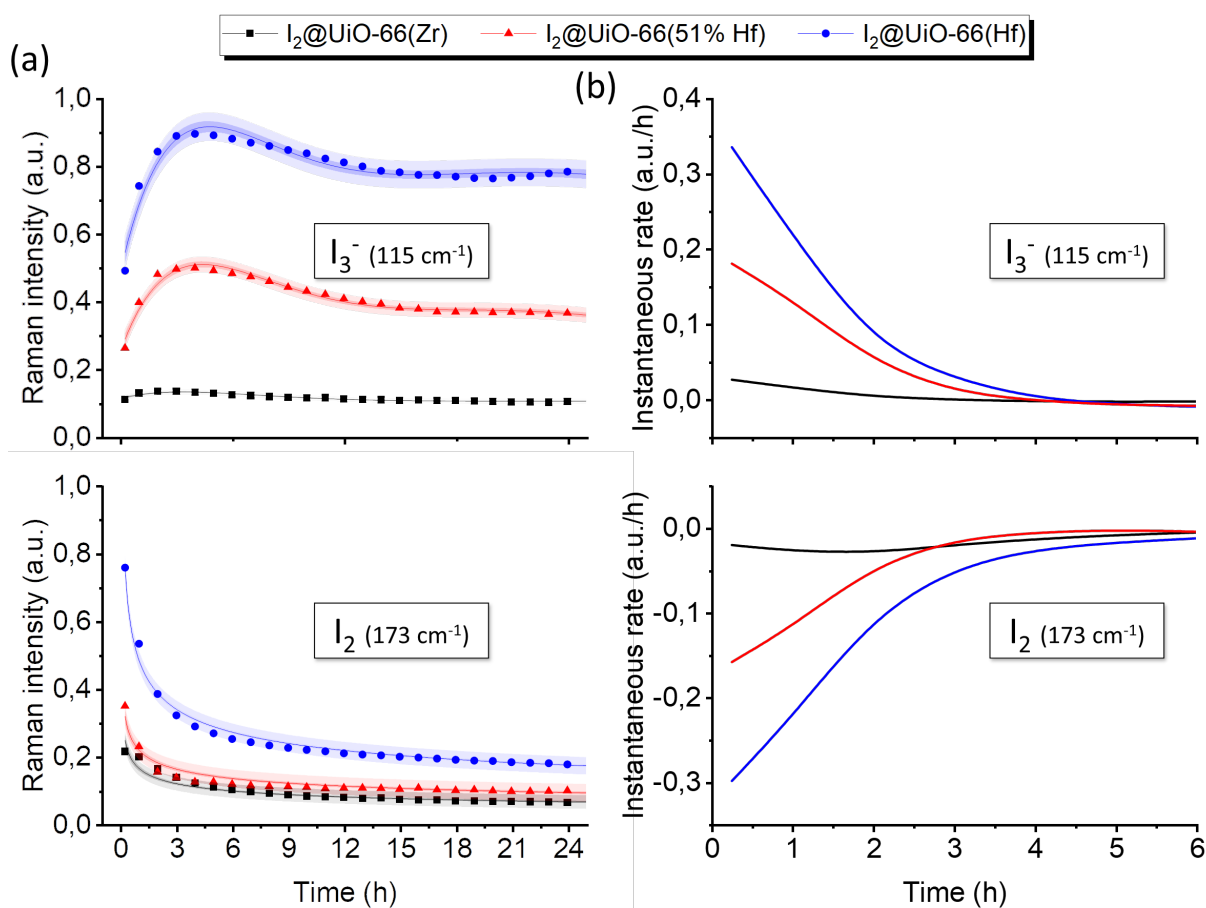 I₂@UiO-66(Zr) I₂@UiO-66(51% Hf) I₂@UiO-66(Hf)
(a)
1,0
0,8
0,6
0,4
0,2
0,0
Raman intensity (a.u.)
I₃⁻ (115 cm⁻¹)
(b)
0,4
0,3
0,2
0,1
0,0
Instantaneous rate (a.u./h)
I₃⁻ (115 cm⁻¹)
1,0
0,8
0,6
0,4
0,2
0,0
Raman intensity (a.u.)
I₂ (173 cm⁻¹)
0 3 6 9 12 15 18 21 24
Time (h)
0,0
-0,1
-0,2
-0,3
Instantaneous rate (a.u./h)
I₂ (173 cm⁻¹)
0 1 2 3 4 5 6
Time (h)